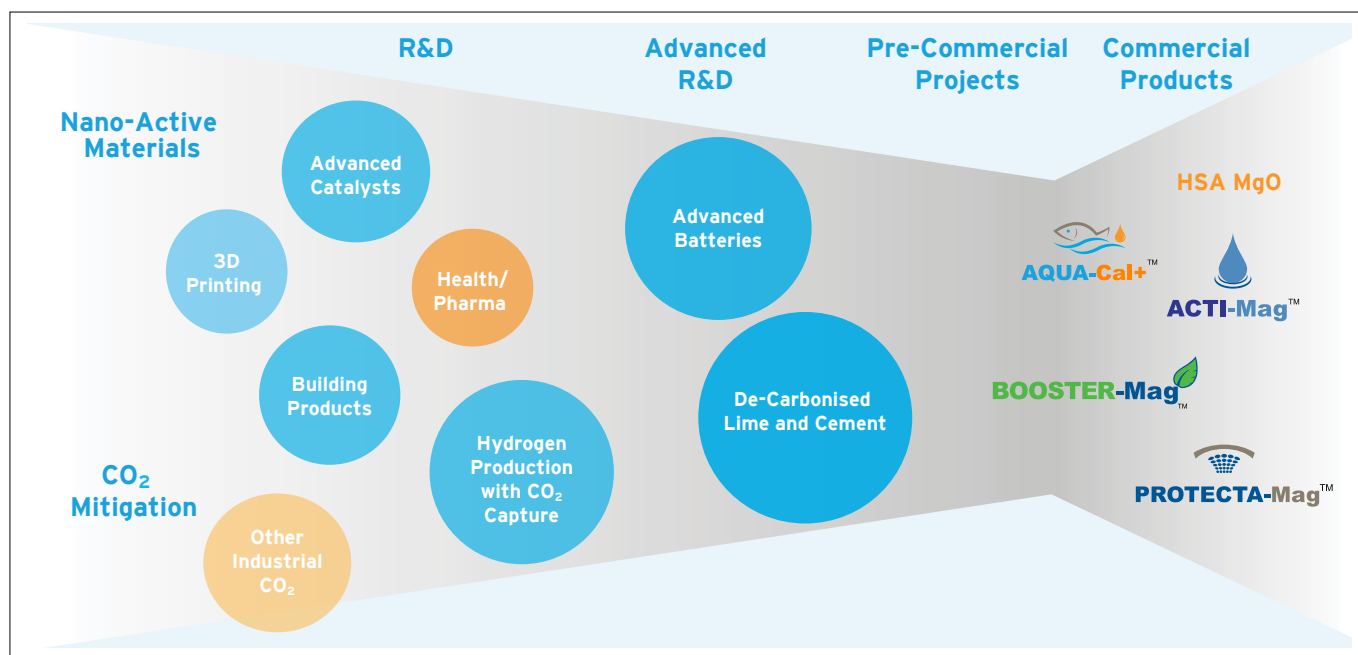 R&D
Advanced
R&D
Pre-Commercial
Projects
Commercial
Products
Nano-Active
Materials
Advanced
Catalysts
3D
Printing
Health/
Pharma
Building
Products
Hydrogen
Production
with CO₂
Capture
CO₂
Mitigation
Other
Industrial
CO₂
Advanced
Batteries
De-Carbonised
Lime and Cement
HSA MgO
AQUA-Cal+™
ACTI-Mag™
BOOSTER-Mag™
PROTECTA-Mag™